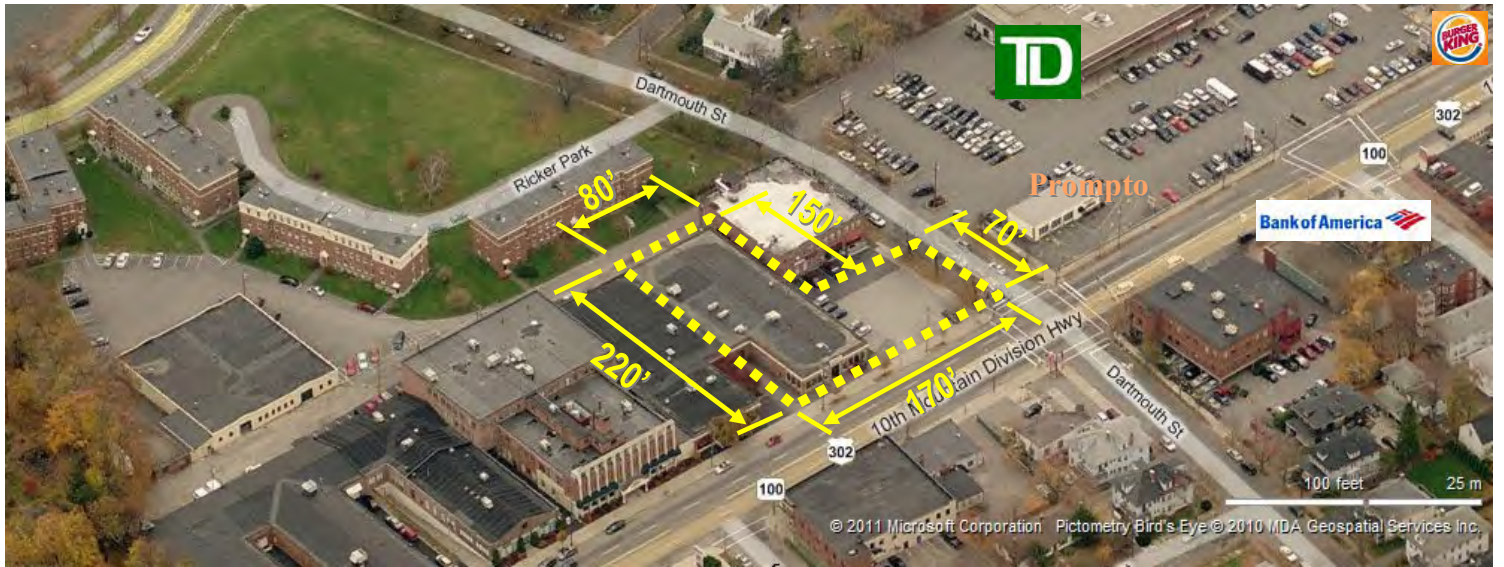 TD
BURGER
KING
302
100
Dartmouth St
Ricker Park
Prompto
Bank of America
80’
150’
70’
220’
170’
10th Mountain Division Hwy
302
Dartmouth St
100
100 feet
25 m
© 2011 Microsoft Corporation Pictometry Bird's Eye © 2010 MDA Geospatial Services Inc.